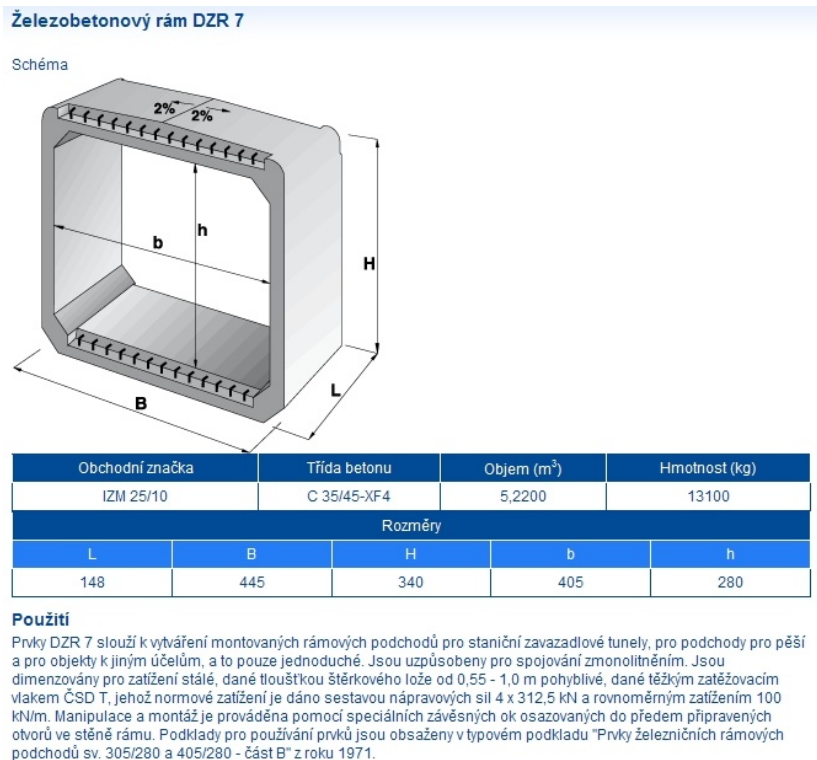 Železobetonový rám DZR 7
Schéma
2%
2%
h
b
H
L
B
Obchodní značka Třída betonu Objem (m³) Hmotnost (kg)
IZM 25/10 C 35/45-XF4 5,2200 13100
Rozměry
L B H b h
148 445 340 405 280
Použití
Prvky DZR 7 slouží k vytváření montovaných rámových podchodů pro staniční zavazadlové tunely, pro podchody pro pěší
a pro objekty k jiným účelům, a to pouze jednoduché. Jsou uzpůsobeny pro spojování zmonolitněním. Jsou
dimenzovány pro zatížení stálé, dané tloušťkou štěrkového lože od 0,55 - 1,0 m pohyblivé, dané těžkým zatěžovacím
vlakem ČSD T, jehož normové zatížení je dáno sestavou nápravových sil 4 x 312,5 kN a rovnoměrným zatížením 100
kN/m. Manipulace a montáž je prováděna pomocí speciálních závěsných ok osazovaných do předem připravených
otvorů ve stěně rámu. Podklady pro používání prvků jsou obsaženy v typovém podkladu "Prvky železničních rámových
podchodů sv. 305/280 a 405/280 - část B" z roku 1971.